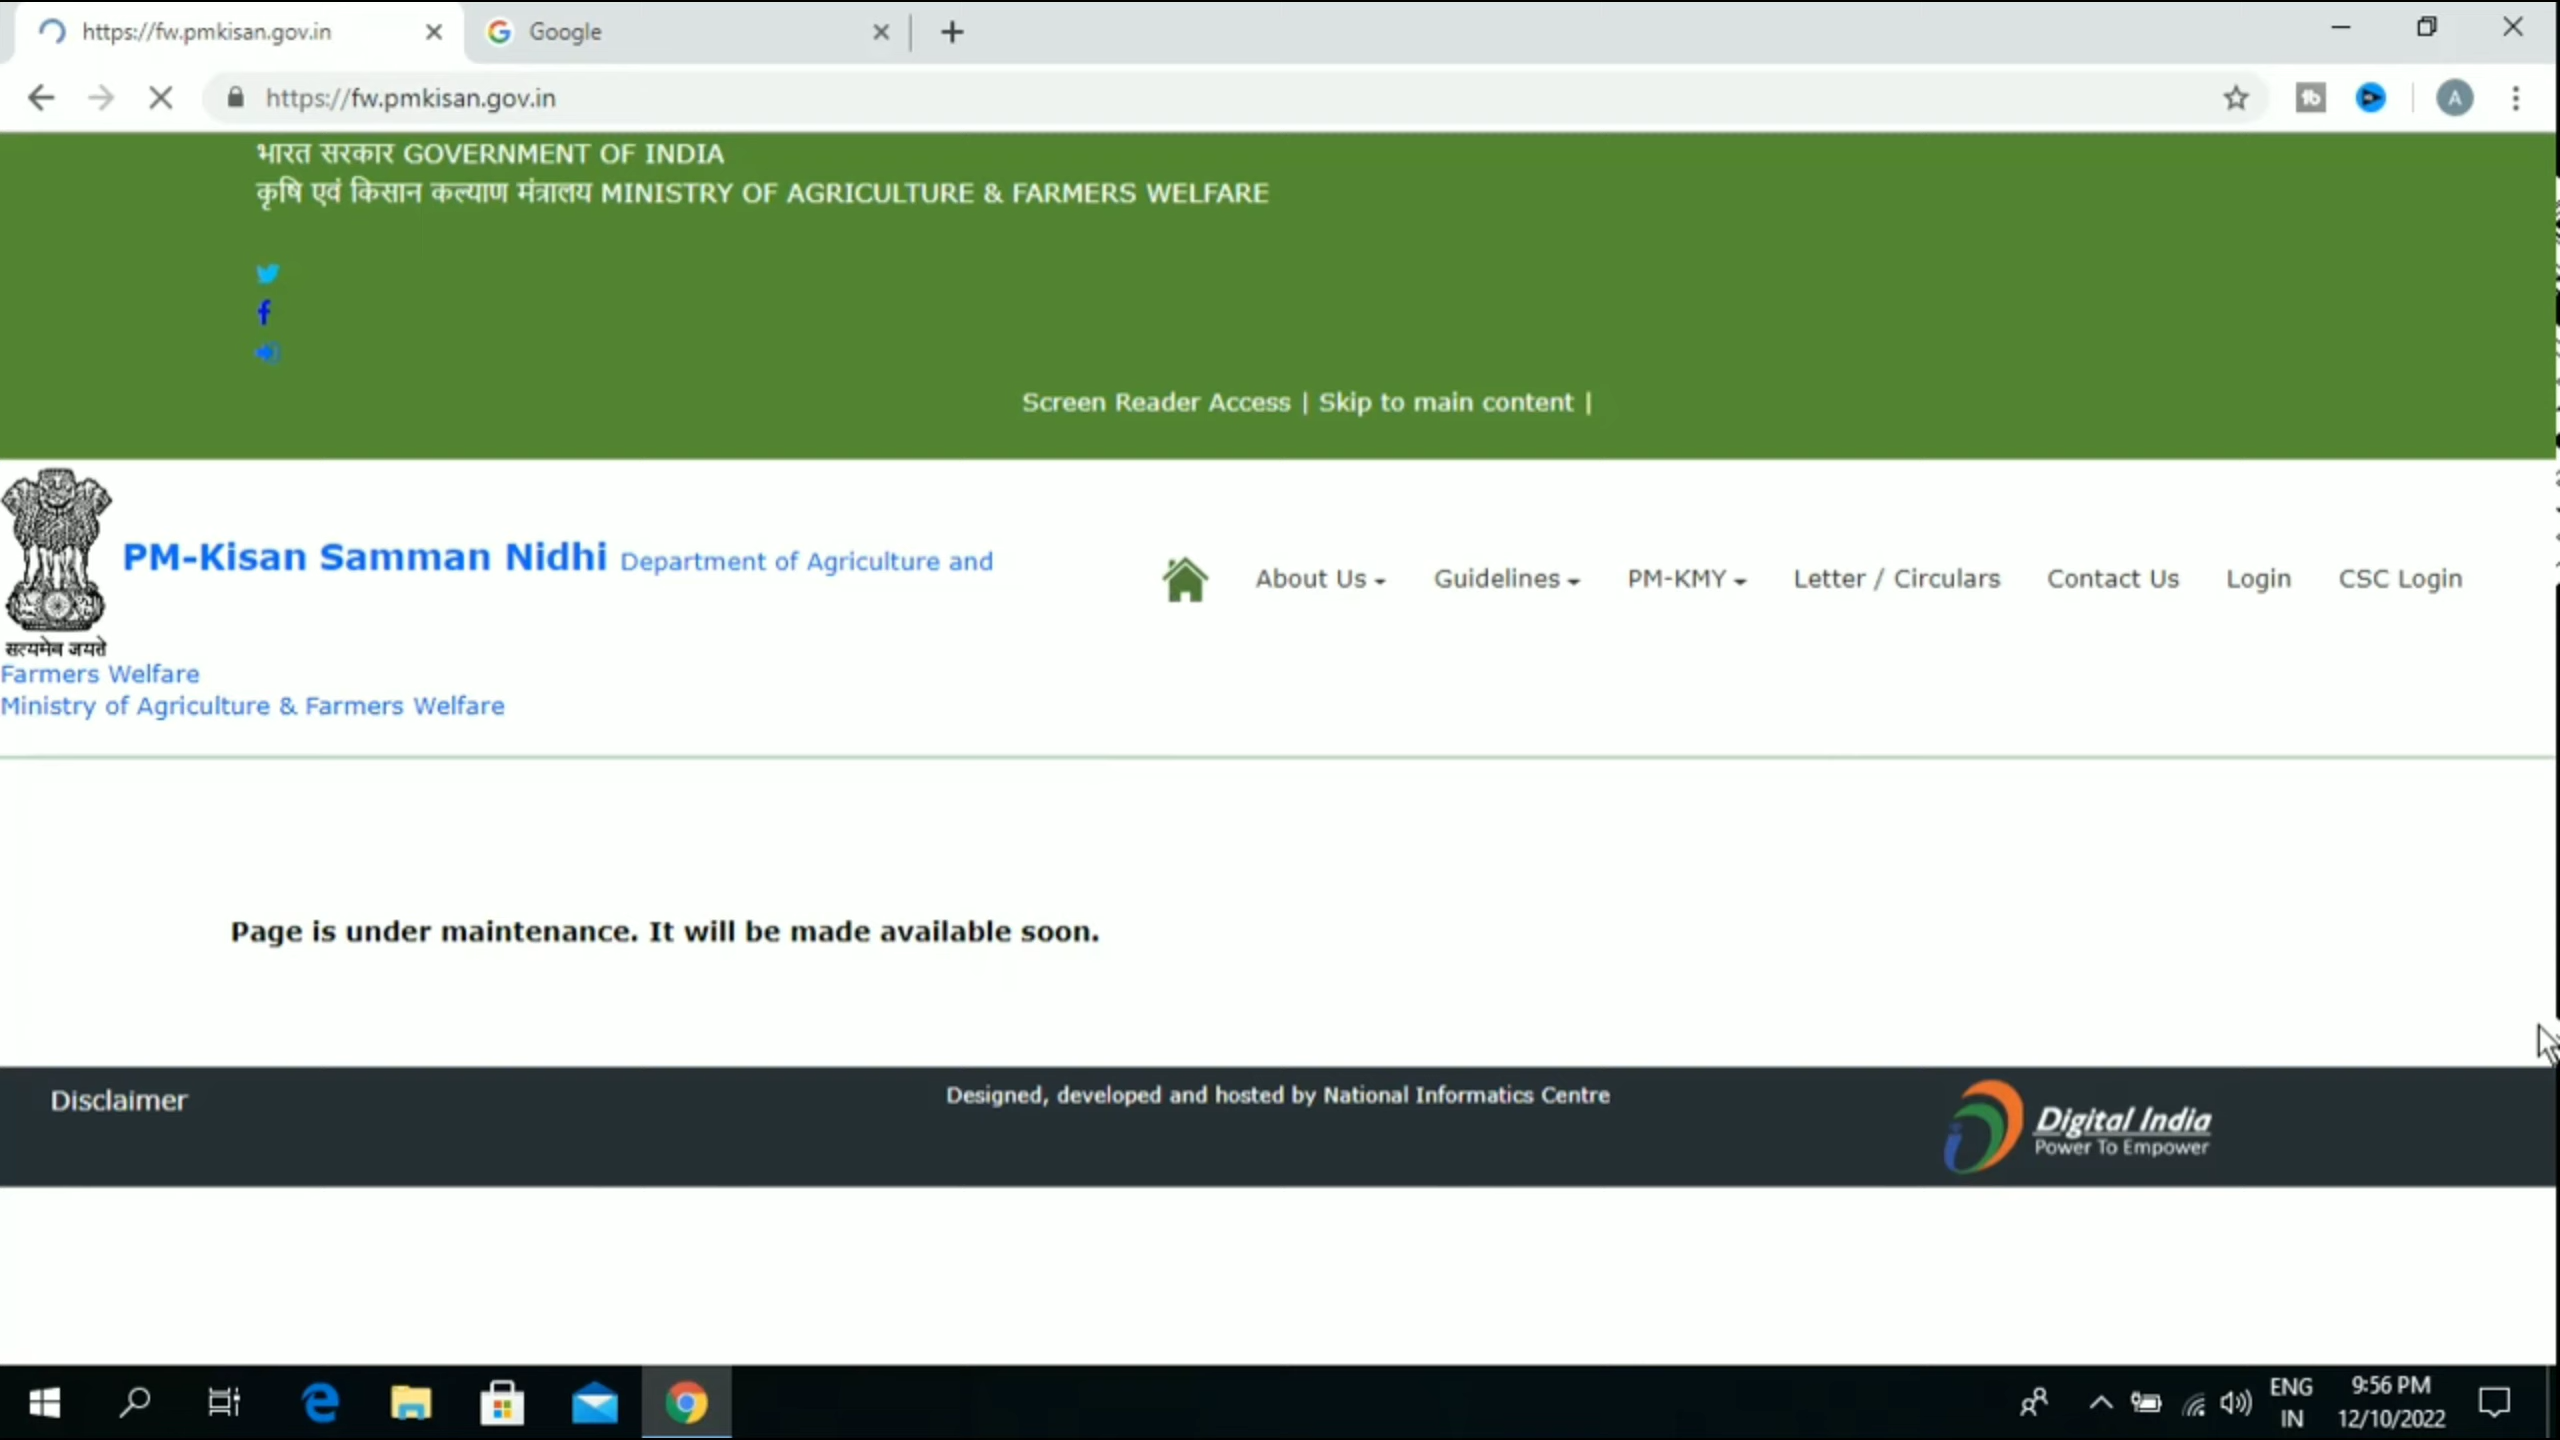 https://fw.pmkisan.gov.in
Google
https://fw.pmkisan.gov.in
A
भारत सरकार GOVERNMENT OF INDIA
कृषि एवं किसान कल्याण मंत्रालय MINISTRY OF AGRICULTURE & FARMERS WELFARE
Screen Reader Access | Skip to main content |
PM-Kisan Samman Nidhi Department of Agriculture and
About Us Guidelines PM-KMY Letter / Circulars Contact Us Login CSC Login
सत्यमेव जयते
Farmers Welfare
Ministry of Agriculture & Farmers Welfare
Page is under maintenance. It will be made available soon.
Disclaimer
Designed, developed and hosted by National Informatics Centre
Digital India
Power To Empower
ENG
IN
9:56 PM
12/10/2022